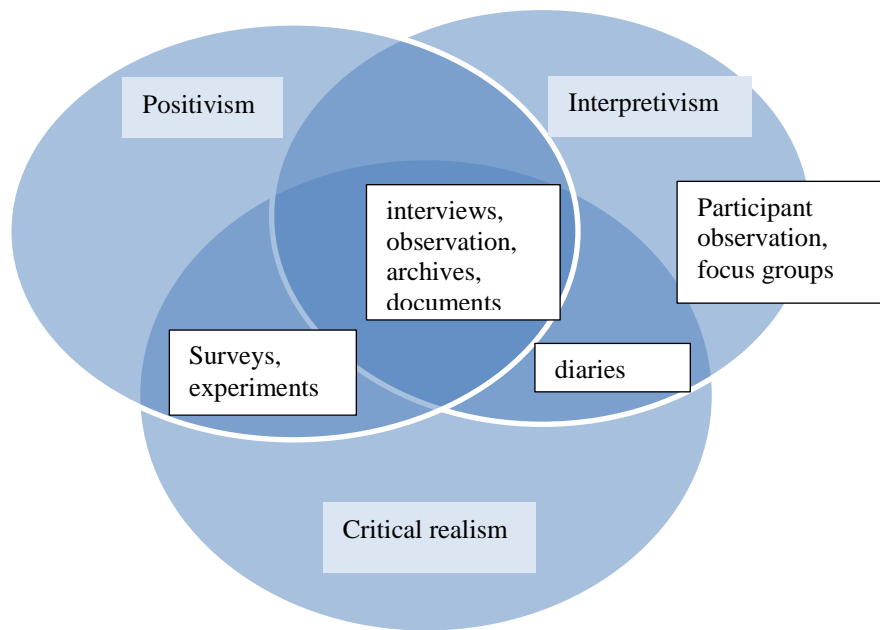 Positivism
Interpretivism
interviews,
observation,
archives,
documents
Participant
observation,
focus groups
Surveys,
experiments
diaries
Critical realism